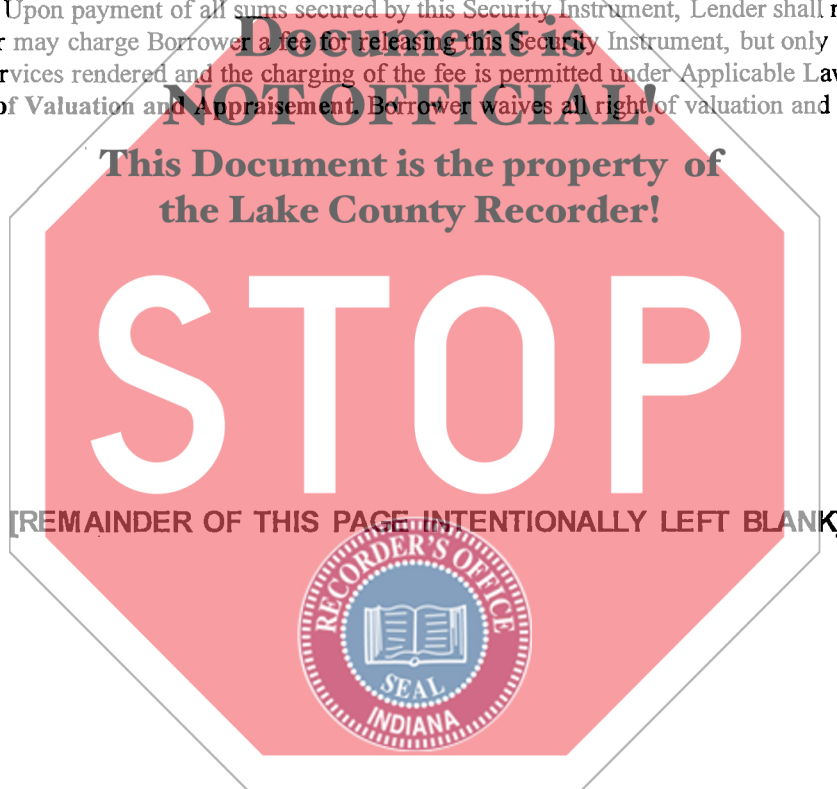 Upon payment of all sums secured by this Security Instrument, Lender shall
may charge Borrower a fee for releasing this Security Instrument, but only
rvices rendered and the charging of the fee is permitted under Applicable La
of Valuation and Appraisement. Borrower waives all right of valuation and
Document is
NOT OFFICIAL!
This Document is the property of
the Lake County Recorder!
STOP
[REMAINDER OF THIS PAGE INTENTIONALLY LEFT BLANK]
RECORDER'S OFFICE
SEAL
INDIANA